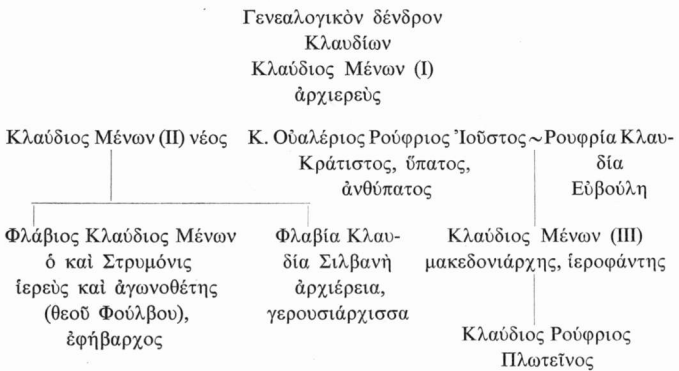 Γενεαλογικὸν δένδρον
Κλαυδίων
Κλαύδιος Μένων (I)
ἀρχιερεὺς
Κλαύδιος Μένων (II) νέος
Κ. Οὐαλέριος Ρούφριος Ἰοῦστος~Ρουφρία Κλαυ-
Κράτιστος, ὕπατος,
δία
ἀνθύπατος
Εὐβούλη
Φλάβιος Κλαύδιος Μένων
Φλαβία Κλαυ-
Κλαύδιος Μένων (III)
ὁ καὶ Στρυμόνις
δία Σιλβανὴ
μακεδονιάρχης, ἱεροφάντης
ἱερεὺς καὶ ἀγωνοθέτης
ἀρχιέρεια,
(θεοῦ Φούλβου),
γερουσιάρχισσα
ἐφήβαρχος
Κλαύδιος Ρούφριος
Πλωτεῖνος